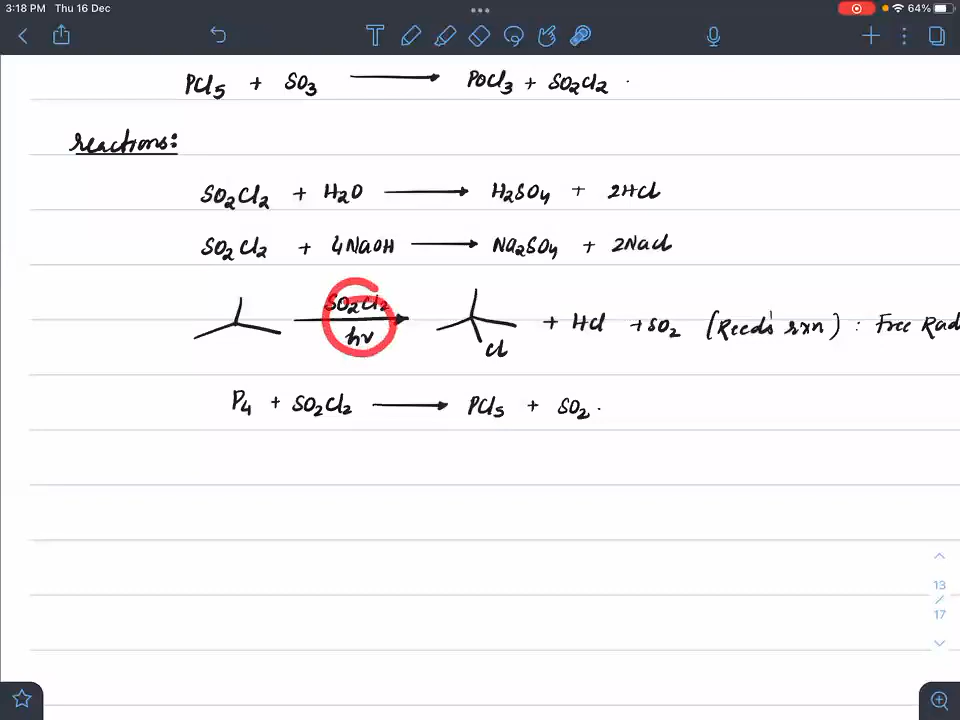 3:18 PM Thu 16 Dec
64%
PCl5 + SO3 ⟶ POCl3 + SO2Cl2 .
reactions:
SO2Cl2 + H2O ⟶ H2SO4 + 2HCl
SO2Cl2 + 4NaOH ⟶ Na2SO4 + 2NaCl
SO2Cl2
hν
Cl
+ HCl + SO2 (Reed's rxn) : Free Rad
P4 + SO2Cl2 ⟶ PCl5 + SO2 .
13
/
17